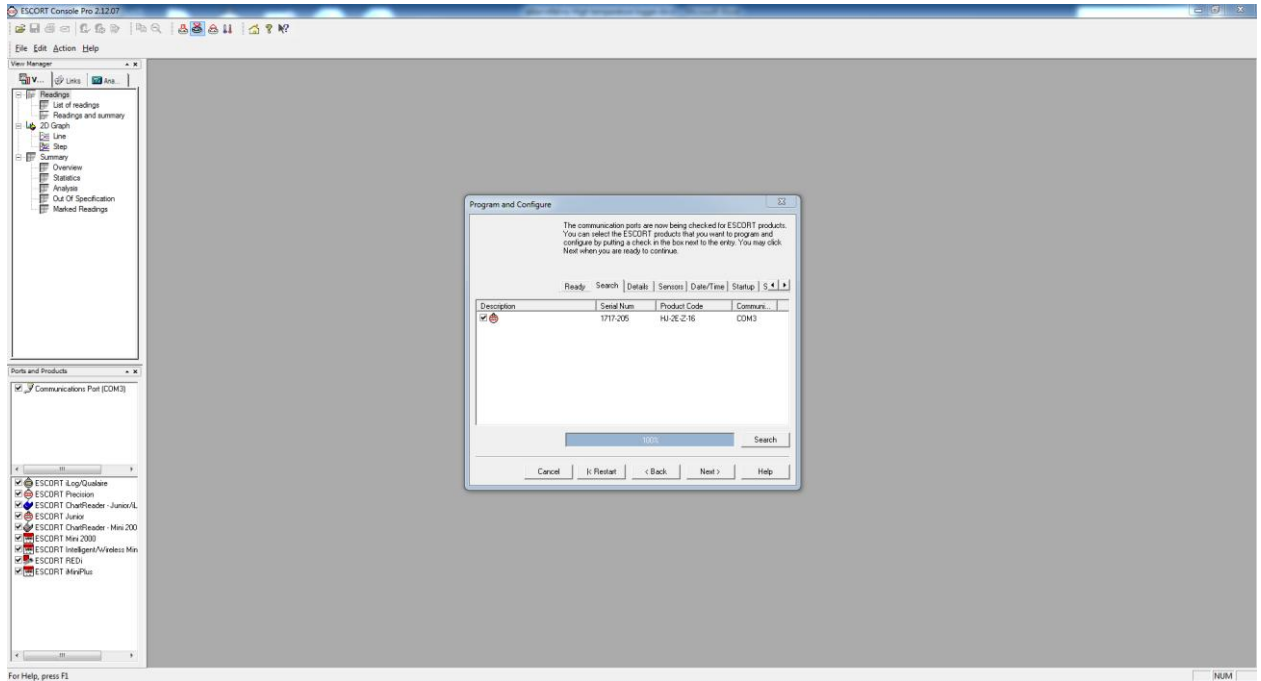 ESCORT Console Pro 2.12.07
File Edit Action Help
View Manager
V... Links Ana...
Readings
List of readings
Readings and summary
2D Graph
Line
Step
Summary
Overview
Statistics
Analysis
Out Of Specification
Marked Readings
Ports and Products
Communications Port (COM3)
ESCORT iLog/Qualaire
ESCORT Precision
ESCORT ChartReader - Junior/iL
ESCORT Junior
ESCORT ChartReader - Mini 200
ESCORT Mini 2000
ESCORT Intelligent/Wireless Min
ESCORT REDi
ESCORT iMiniPlus
Program and Configure
The communication ports are now being checked for ESCORT products.
You can select the ESCORT products that you want to program and
configure by putting a check in the box next to the entry. You may click
Next when you are ready to continue.
Ready Search Details Sensors Date/Time Startup S
Description Serial Num Product Code Communi...
1717-205 HJ-2E-Z-16 COM3
100%
Search
Cancel |< Restart < Back Next > Help
For Help, press F1
NUM